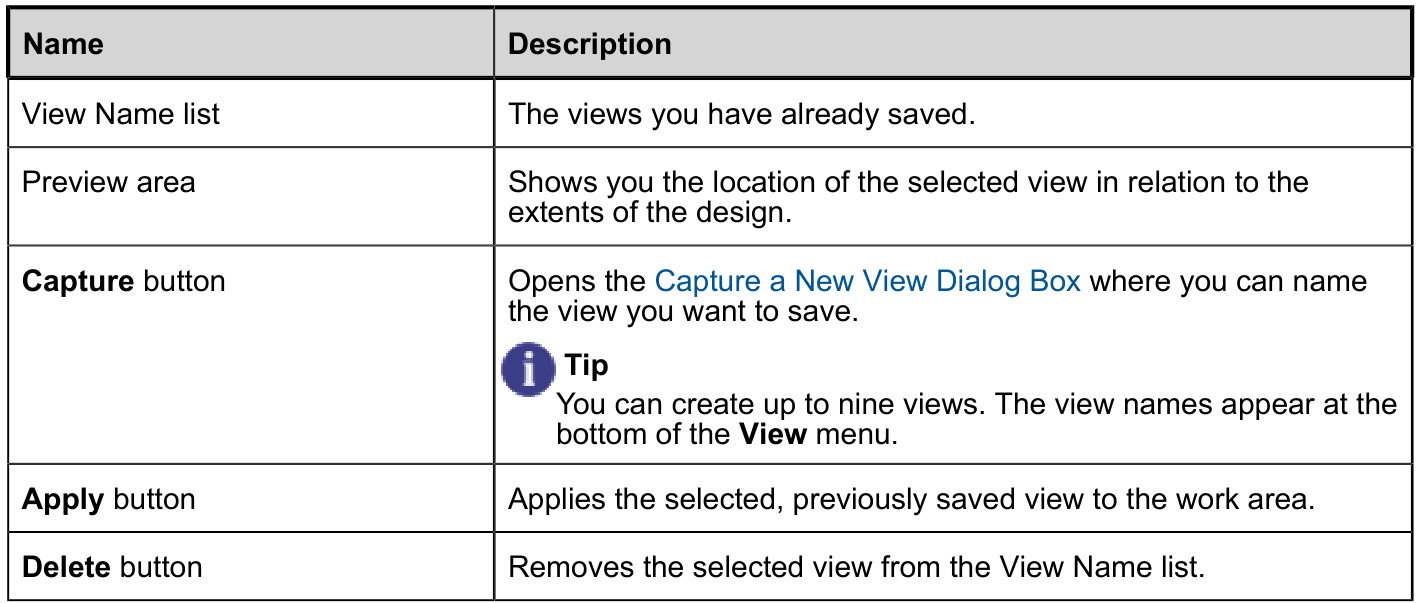 Name Description
View Name list The views you have already saved.
Preview area Shows you the location of the selected view in relation to the
extents of the design.
Capture button Opens the Capture a New View Dialog Box where you can name
the view you want to save.
Tip
You can create up to nine views. The view names appear at the
bottom of the View menu.
Apply button Applies the selected, previously saved view to the work area.
Delete button Removes the selected view from the View Name list.